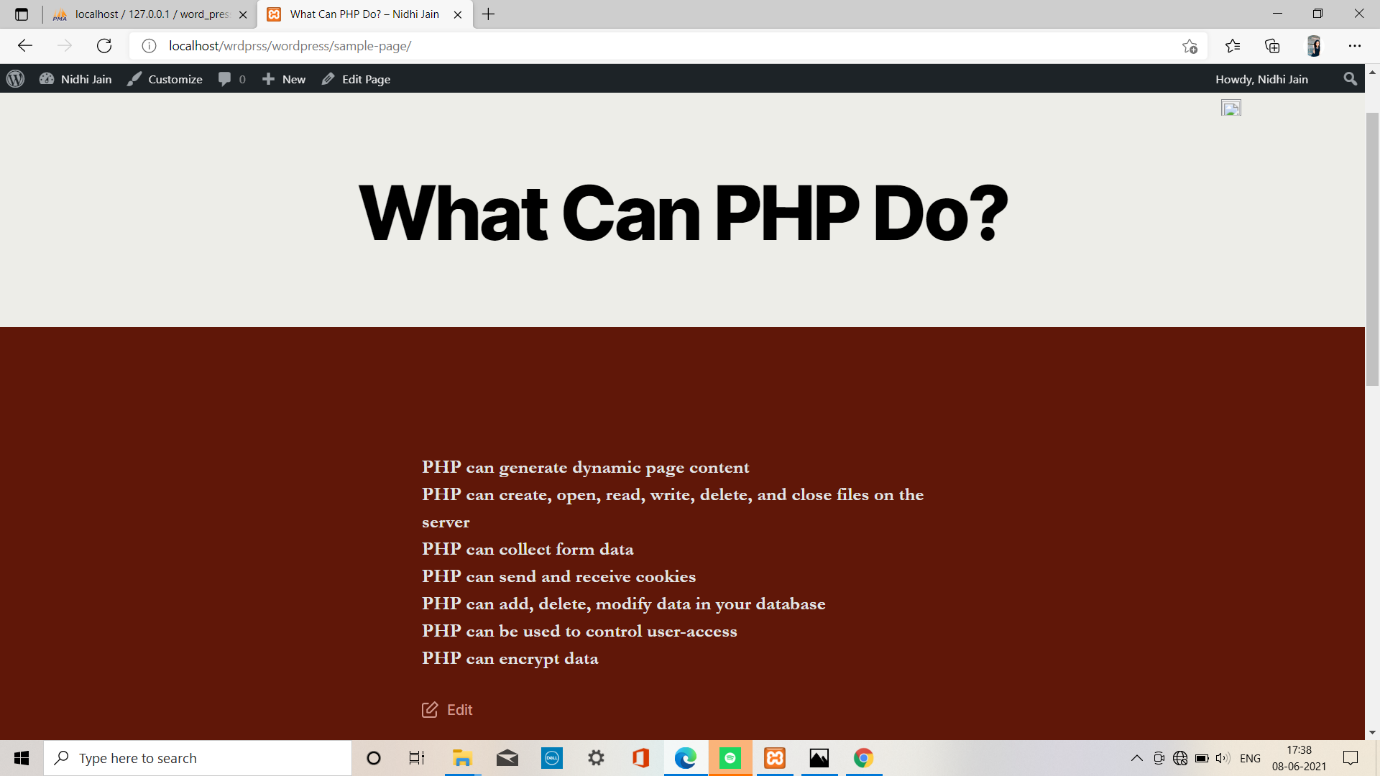 localhost / 127.0.0.1 / word_pres
What Can PHP Do? – Nidhi Jain
localhost/wrdprss/wordpress/sample-page/
Nidhi Jain
Customize
0
New
Edit Page
Howdy, Nidhi Jain
What Can PHP Do?
PHP can generate dynamic page content
PHP can create, open, read, write, delete, and close files on the
server
PHP can collect form data
PHP can send and receive cookies
PHP can add, delete, modify data in your database
PHP can be used to control user-access
PHP can encrypt data
Edit
Type here to search
DELL
ENG
17:38
08-06-2021